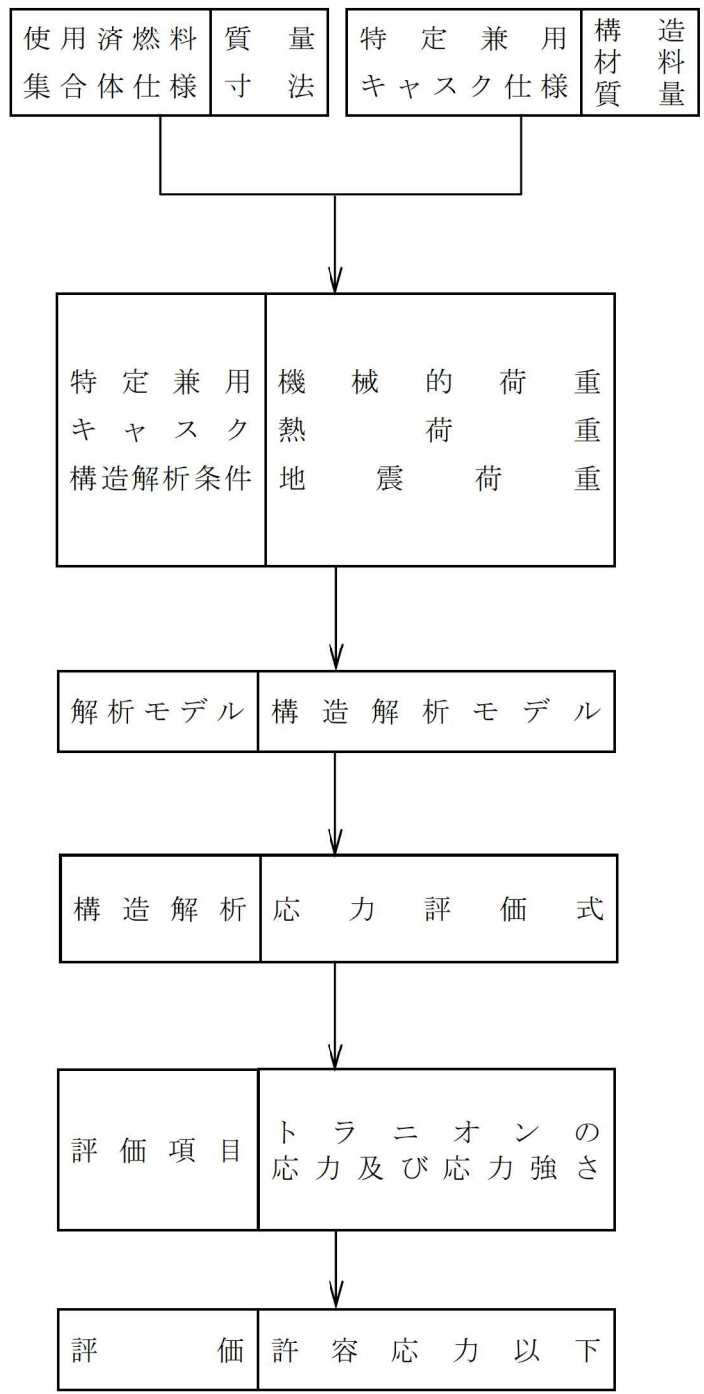 使用済燃料
集合体仕様
質量
寸法
特定兼用
キャスク仕様
構造
材料
質量
特定兼用
キャスク
構造解析条件
機械的荷重
熱荷重
地震荷重
解析モデル
構造解析モデル
構造解析
応力評価式
評価項目
トラニオンの
応力及び応力強さ
評価
許容応力以下